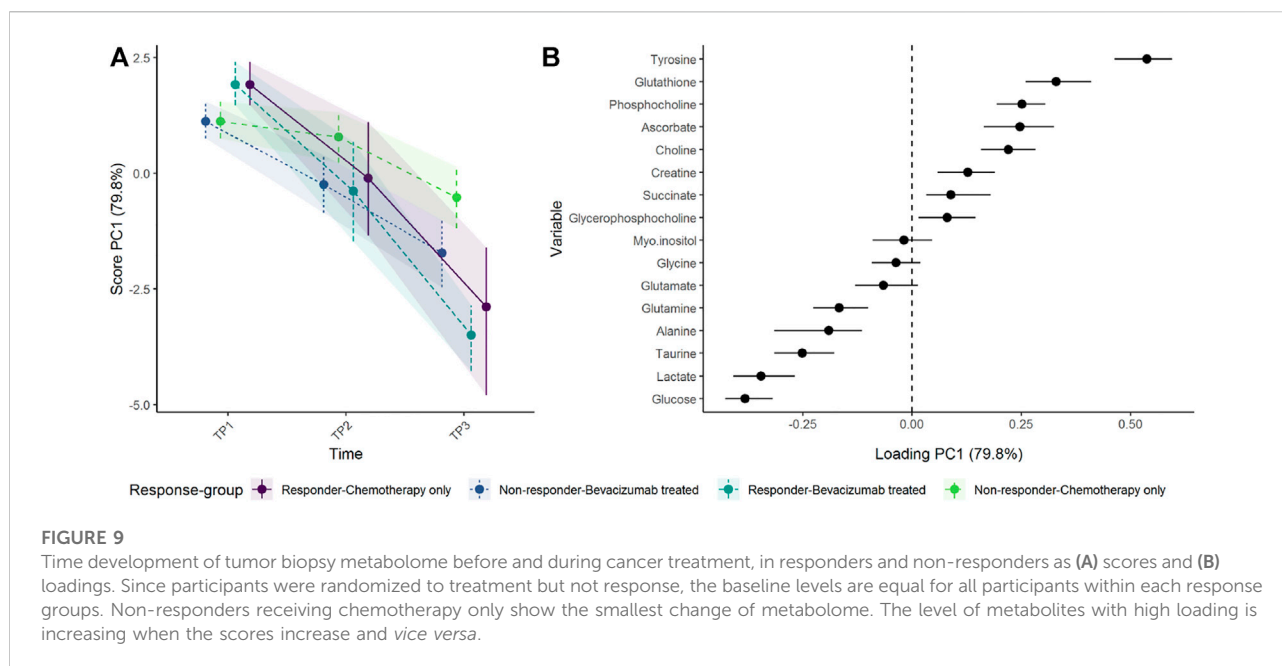 A
B
Score PC1 (79.8%)
2.5
0.0
-2.5
-5.0
TP1
TP2
TP3
Time
Variable
Tyrosine
Glutathione
Phosphocholine
Ascorbate
Choline
Creatine
Succinate
Glycerophosphocholine
Myo.inositol
Glycine
Glutamate
Glutamine
Alanine
Taurine
Lactate
Glucose
-0.25
0.00
0.25
0.50
Loading PC1 (79.8%)
Response-group
Responder-Chemotherapy only
Non-responder-Bevacizumab treated
Responder-Bevacizumab treated
Non-responder-Chemotherapy only
FIGURE 9
Time development of tumor biopsy metabolome before and during cancer treatment, in responders and non-responders as (A) scores and (B)
loadings. Since participants were randomized to treatment but not response, the baseline levels are equal for all participants within each response
groups. Non-responders receiving chemotherapy only show the smallest change of metabolome. The level of metabolites with high loading is
increasing when the scores increase and vice versa.